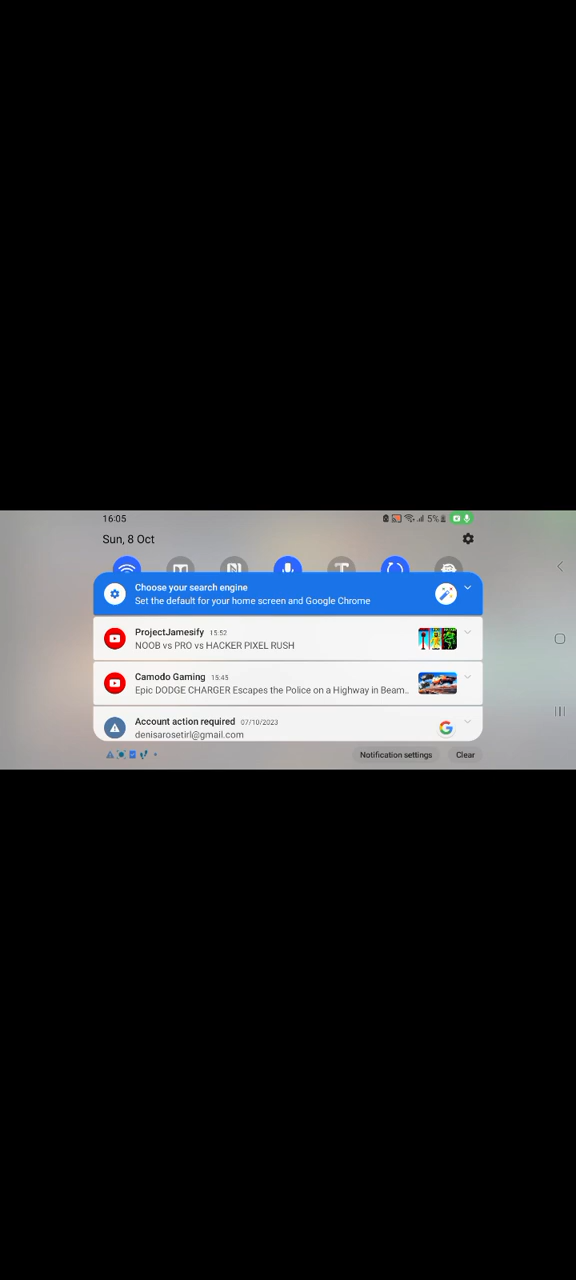 16:05
5%
Sun, 8 Oct
Choose your search engine
Set the default for your home screen and Google Chrome
ProjectJamesify 15:52
NOOB vs PRO vs HACKER PIXEL RUSH
Camodo Gaming 15:45
Epic DODGE CHARGER Escapes the Police on a Highway in Beam..
Account action required 07/10/2023
denisarosetirl@gmail.com
Notification settings
Clear